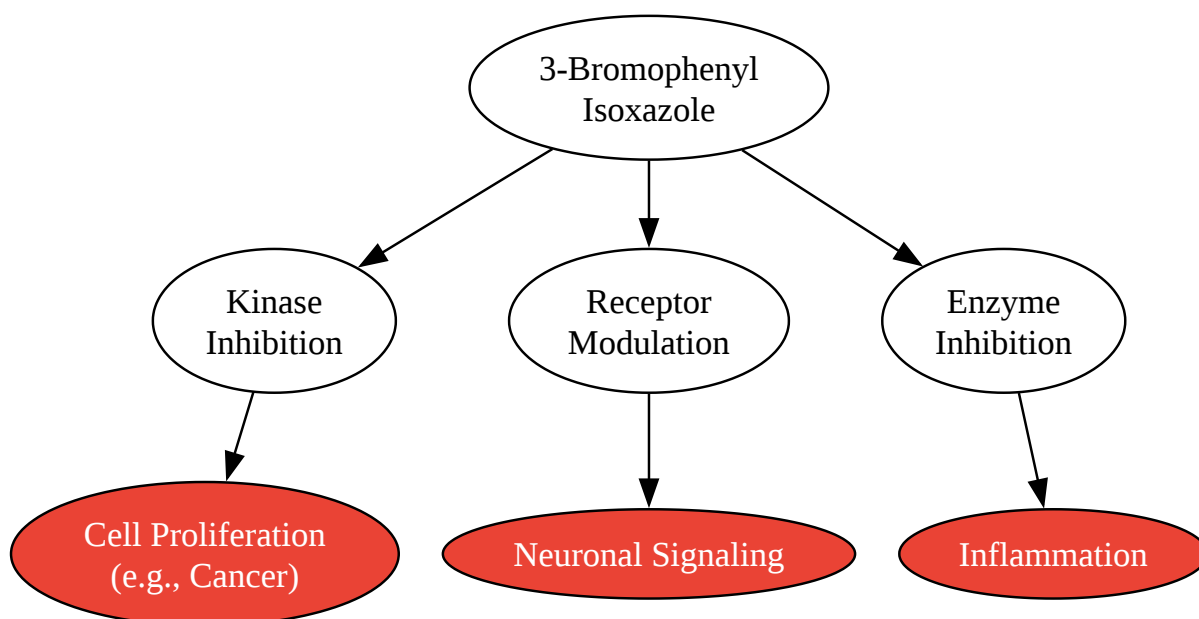 3-Bromophenyl
Isoxazole
Kinase
Inhibition
Receptor
Modulation
Enzyme
Inhibition
Cell Proliferation
(e.g., Cancer)
Neuronal Signaling
Inflammation